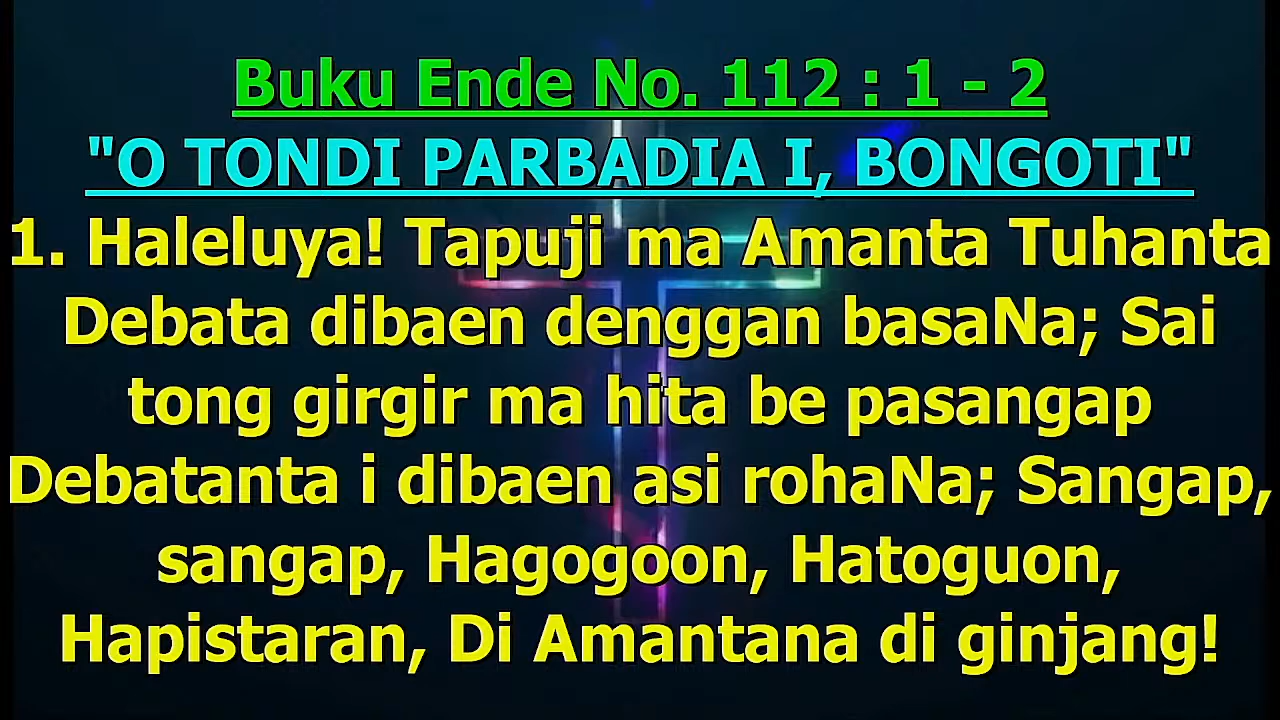 Buku Ende No. 112 : 1 - 2
"O TONDI PARBADIA I, BONGOTI"
1. Haleluya! Tapuji ma Amanta Tuhanta
Debata dibaen denggan basaNa; Sai
tong girgir ma hita be pasangap
Debatanta i dibaen asi rohaNa; Sangap,
sangap, Hagogoon, Hatoguon,
Hapistaran, Di Amantana di ginjang!